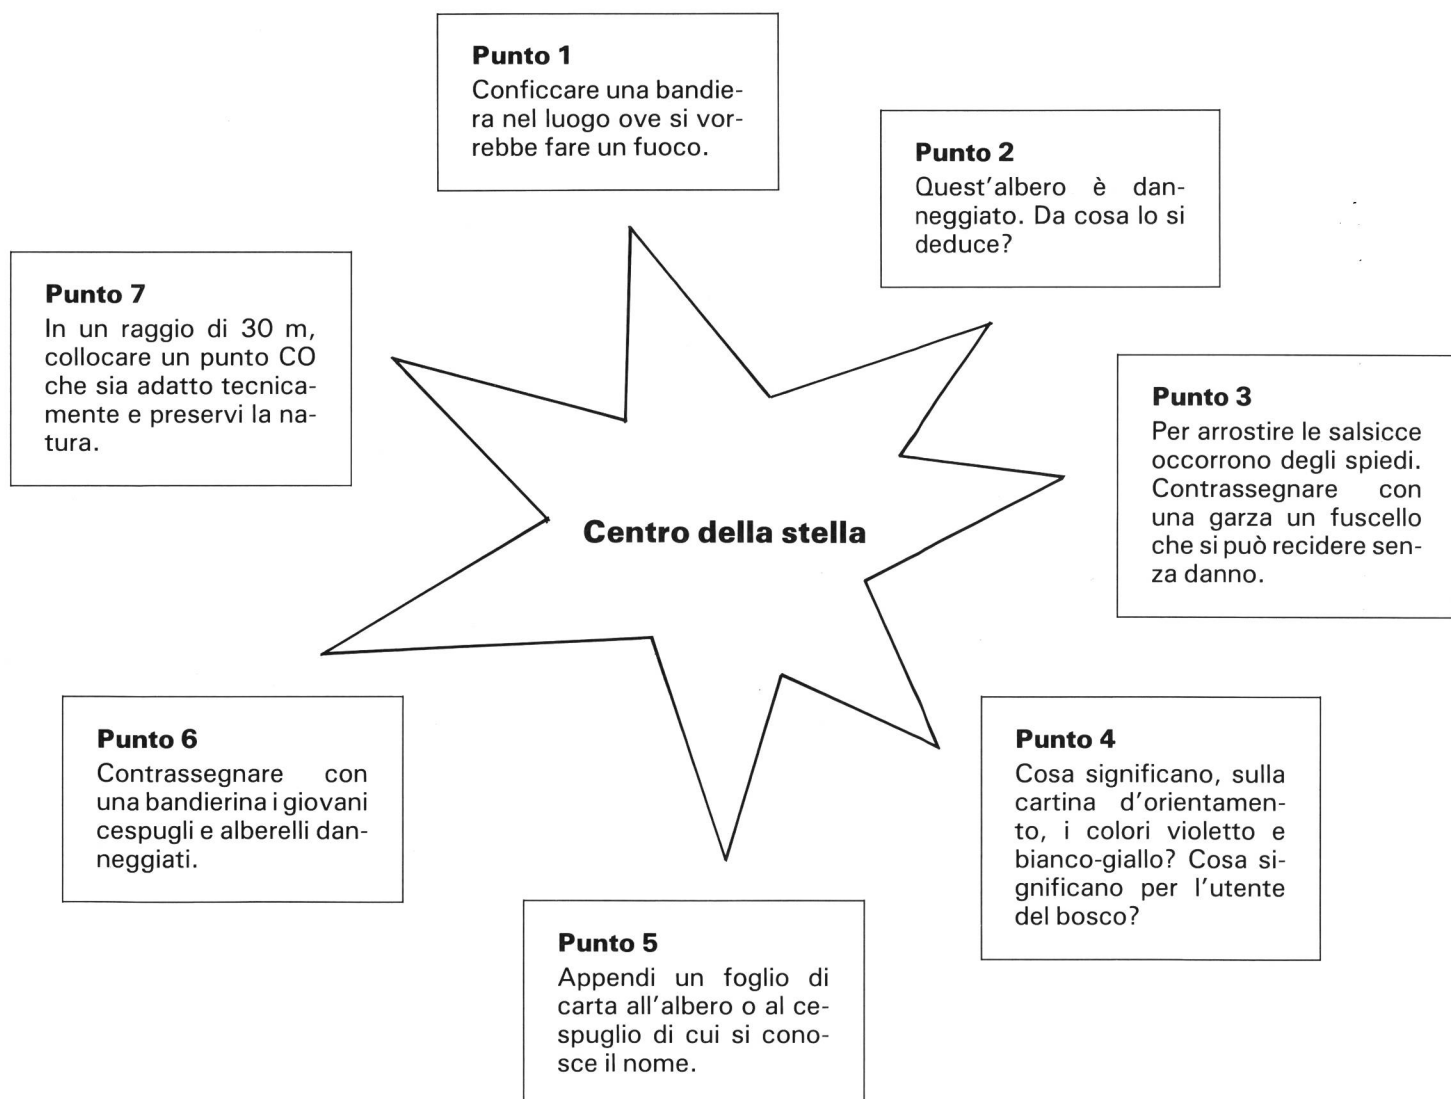 Punto 1
Conficcare una bandie-
ra nel luogo ove si vor-
rebbe fare un fuoco.
Punto 2
Quest'albero è dan-
neggiato. Da cosa lo si
deduce?
Punto 3
Per arrostire le salsicce
occorrono degli spiedi.
Contrassegnare con
una garza un fuscello
che si può recidere sen-
za danno.
Punto 4
Cosa significano, sulla
cartina d'orientamen-
to, i colori violetto e
bianco-giallo? Cosa si-
gnificano per l'utente
del bosco?
Punto 5
Appendi un foglio di
carta all'albero o al ce-
spuglio di cui si cono-
sce il nome.
Punto 6
Contrassegnare con
una bandierina i giovani
cespugli e alberelli dan-
neggiati.
Punto 7
In un raggio di 30 m,
collocare un punto CO
che sia adatto tecnica-
mente e preservi la na-
tura.
Centro della stella